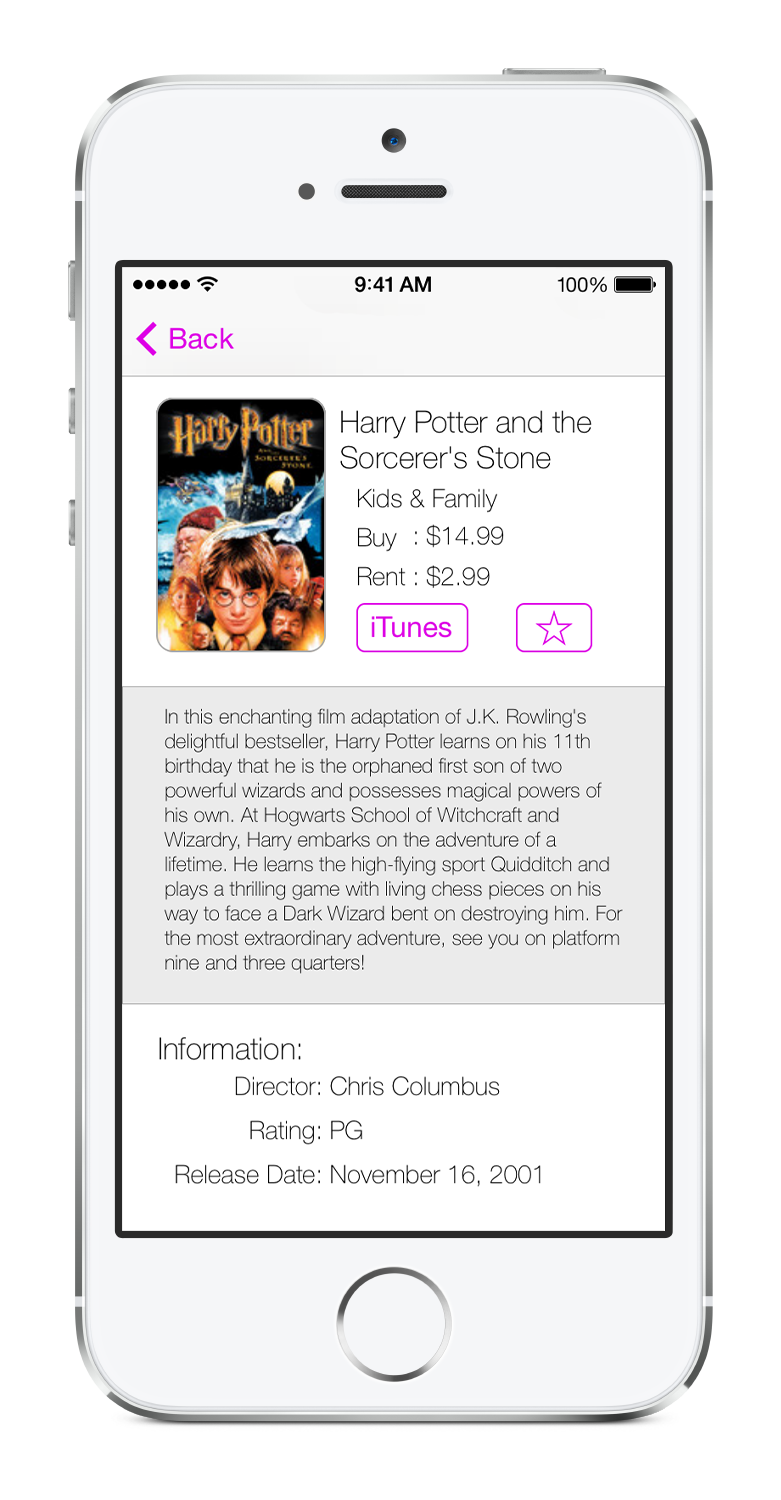 9:41 AM
100%
Back
Harry Potter
AND THE
SORCERER'S
STONE
Harry Potter and the
Sorcerer's Stone
Kids & Family
Buy : $14.99
Rent : $2.99
iTunes
In this enchanting film adaptation of J.K. Rowling's
delightful bestseller, Harry Potter learns on his 11th
birthday that he is the orphaned first son of two
powerful wizards and possesses magical powers of
his own. At Hogwarts School of Witchcraft and
Wizardry, Harry embarks on the adventure of a
lifetime. He learns the high-flying sport Quidditch and
plays a thrilling game with living chess pieces on his
way to face a Dark Wizard bent on destroying him. For
the most extraordinary adventure, see you on platform
nine and three quarters!
Information:
Director: Chris Columbus
Rating: PG
Release Date: November 16, 2001